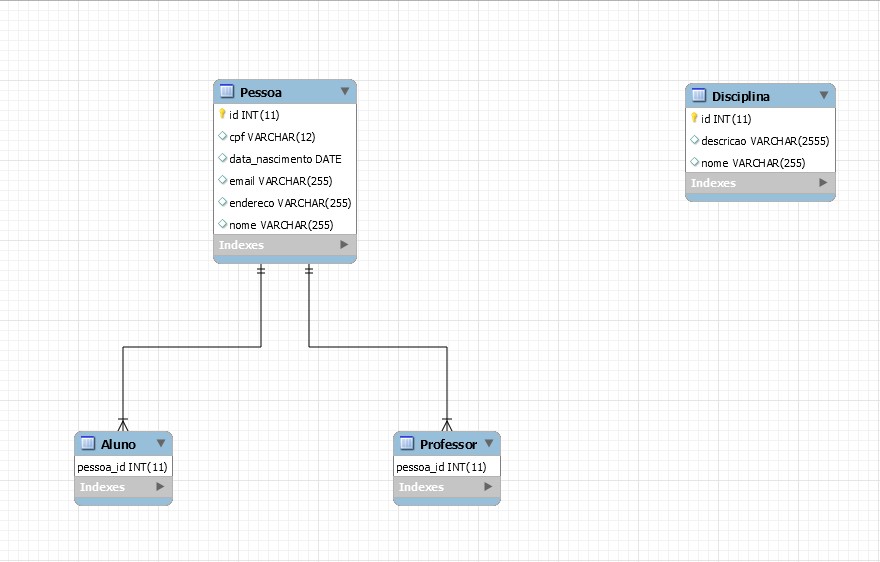 Pessoa
id INT(11)
cpf VARCHAR(12)
data_nascimento DATE
email VARCHAR(255)
endereco VARCHAR(255)
nome VARCHAR(255)
Indexes
Disciplina
id INT(11)
descricao VARCHAR(2555)
nome VARCHAR(255)
Indexes
Aluno
pessoa_id INT(11)
Indexes
Professor
pessoa_id INT(11)
Indexes